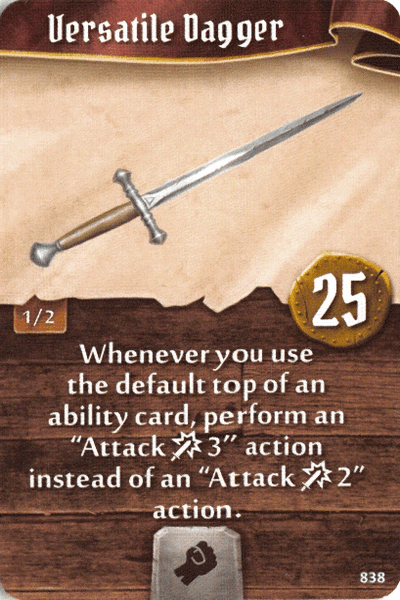 Versatile Dagger
25
1/2
Whenever you use
the default top of an
ability card, perform an
"Attack 3" action
instead of an "Attack 2"
action.
838